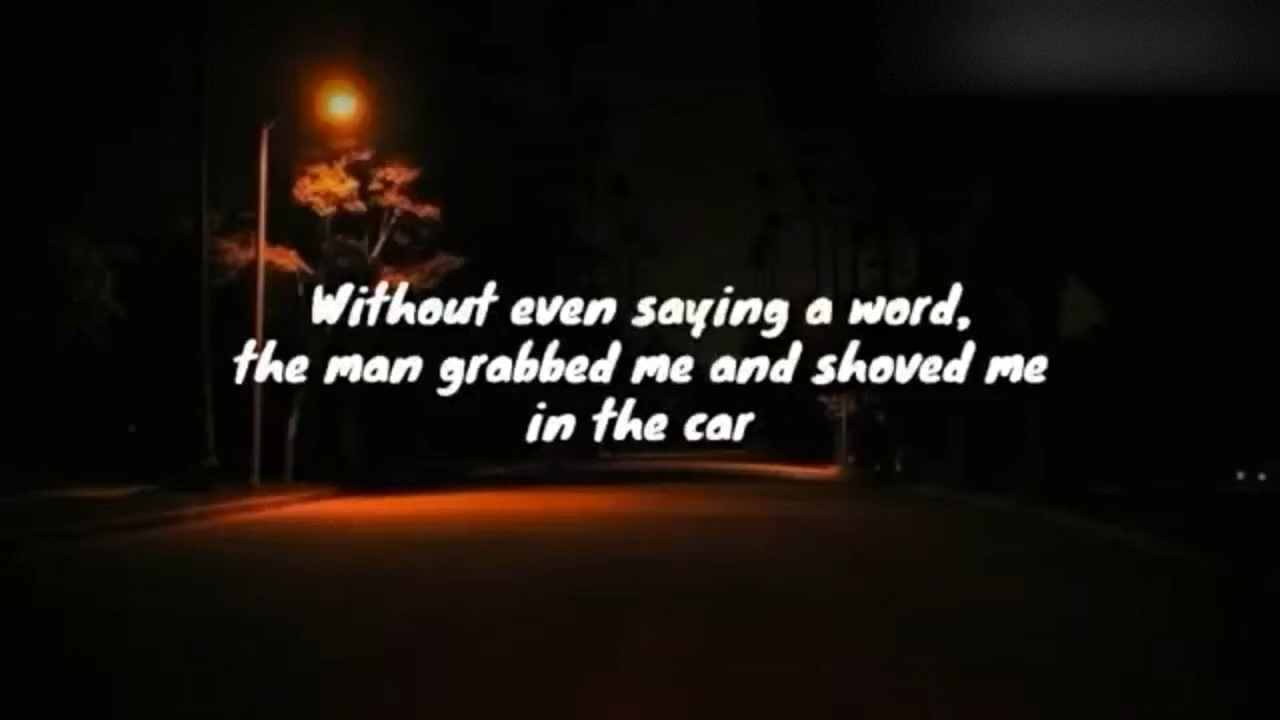 Without even saying a word,
the man grabbed me and shoved me
in the car